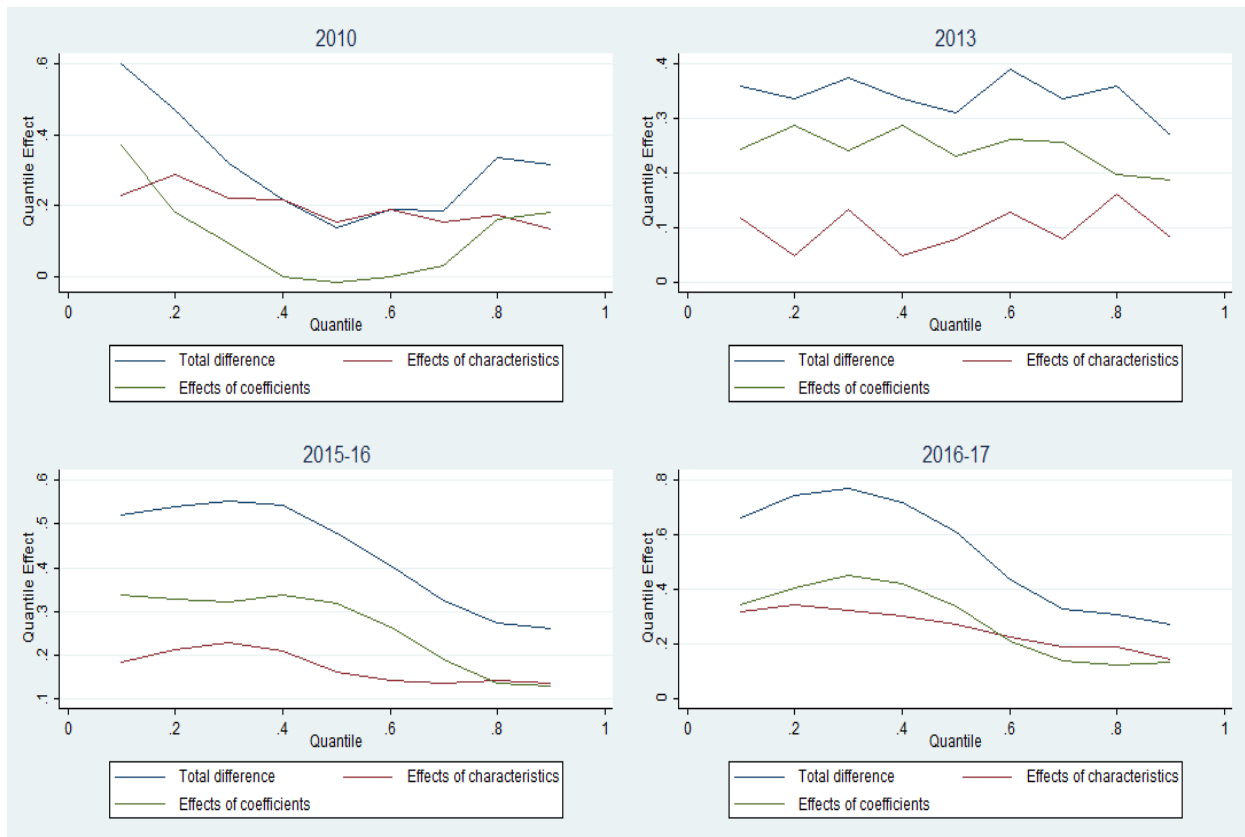 2010
Quantile Effect
.6
.4
.2
0
0 .2 .4 .6 .8 1
Quantile
Total difference Effects of characteristics
Effects of coefficients
2013
Quantile Effect
.4
.3
.2
.1
0
0 .2 .4 .6 .8 1
Quantile
Total difference Effects of characteristics
Effects of coefficients
2015-16
Quantile Effect
.6
.5
.4
.3
.2
.1
0 .2 .4 .6 .8 1
Quantile
Total difference Effects of characteristics
Effects of coefficients
2016-17
Quantile Effect
.8
.6
.4
.2
0
0 .2 .4 .6 .8 1
Quantile
Total difference Effects of characteristics
Effects of coefficients